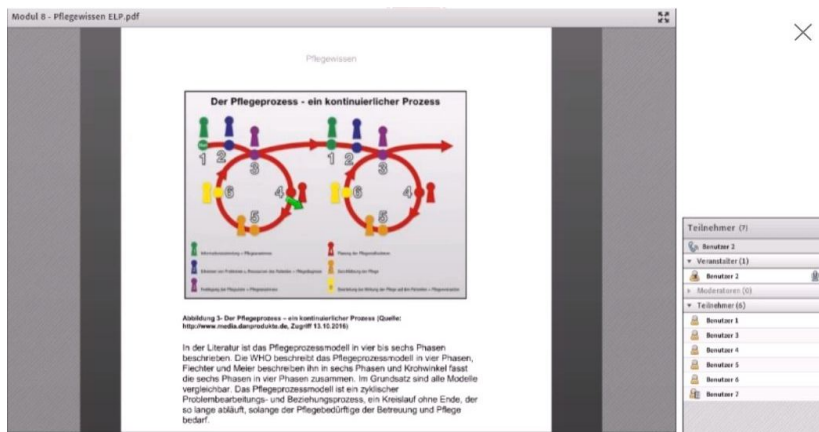 Modul 8 - Pflegewissen ELP.pdf
Pflegewissen
Der Pflegeprozess - ein kontinuierlicher Prozess
1 2 3 1 2 3
6 4 6 4
5 5
Abbildung 3- Der Pflegeprozess – ein kontinuierlicher Prozess (Quelle:
http://www.media.danprodukte.de, Zugriff 13.10.2016)
In der Literatur ist das Pflegeprozessmodell in vier bis sechs Phasen
beschrieben. Die WHO beschreibt das Pflegeprozessmodell in vier Phasen,
Fiechter und Meier beschreiben ihn in sechs Phasen und Krohwinkel fasst
die sechs Phasen in vier Phasen zusammen. Im Grundsatz sind alle Modelle
vergleichbar. Das Pflegeprozessmodell ist ein zyklischer
Problembearbeitungs- und Beziehungsprozess, ein Kreislauf ohne Ende, der
so lange abläuft, solange der Pflegebedürftige der Betreuung und Pflege
bedarf.
Teilnehmer (7)
Benutzer 2
Veranstalter (1)
Benutzer 2
Moderatoren (0)
Teilnehmer (6)
Benutzer 1
Benutzer 3
Benutzer 4
Benutzer 5
Benutzer 6
Benutzer 7